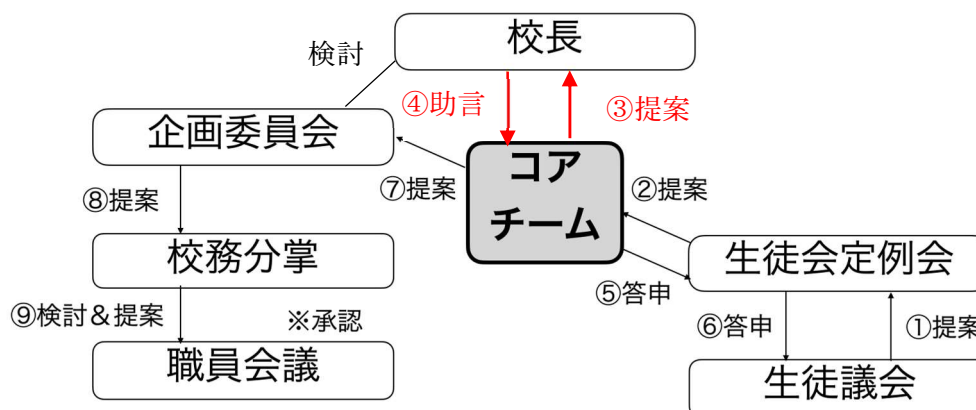 校長
検討
④助言
③提案
企画委員会
コア
チーム
⑦提案
②提案
⑧提案
校務分掌
生徒会定例会
⑤答申
⑨検討＆提案
※承認
⑥答申
①提案
職員会議
生徒議会